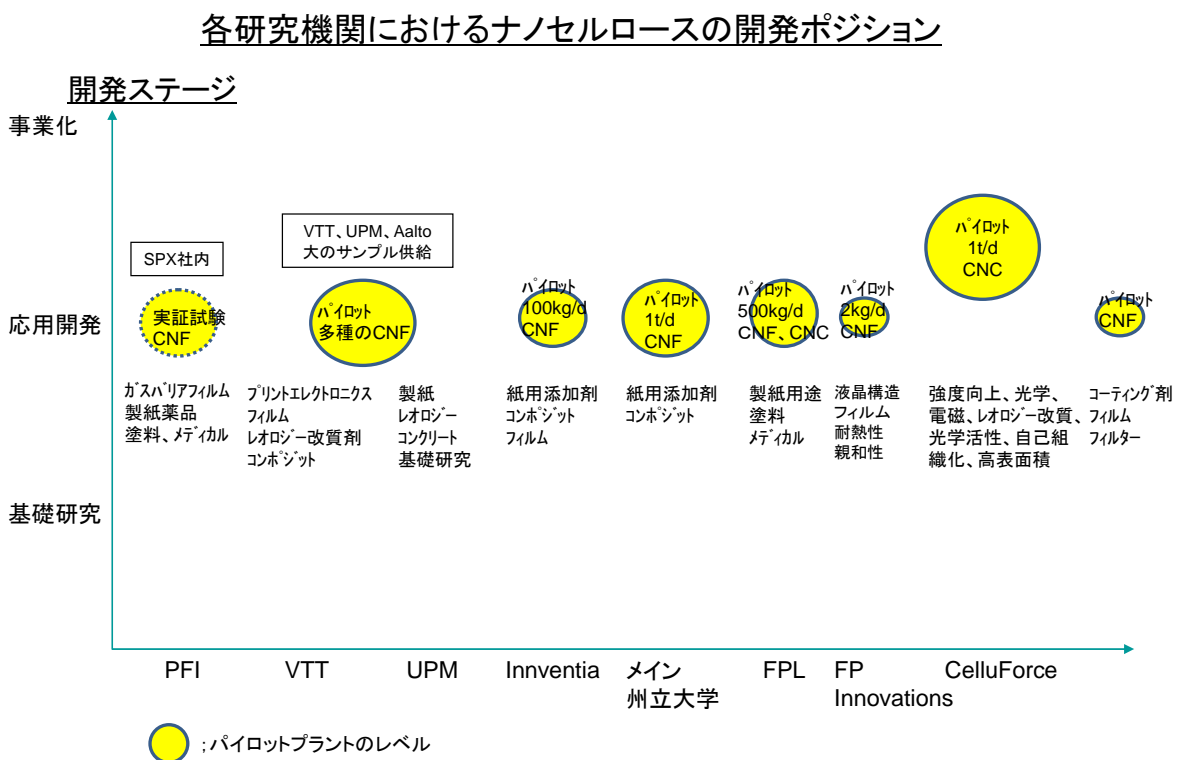 各研究機関におけるナノセルロースの開発ポジション
開発ステージ
事業化
SPX社内
VTT、UPM、Aalto
大のサンプル供給
ﾊﾟｲﾛｯﾄ
1t/d
CNC
応用開発
実証試験
CNF
ﾊﾟｲﾛｯﾄ
多種のCNF
ﾊﾟｲﾛｯﾄ
100kg/d
CNF
ﾊﾟｲﾛｯﾄ
1t/d
CNF
ﾊﾟｲﾛｯﾄ
500kg/d
CNF、CNC
ﾊﾟｲﾛｯﾄ
2kg/d
CNF
ﾊﾟｲﾛｯﾄ
CNF
ｶﾞｽﾊﾞﾘｱﾌｨﾙﾑ
製紙薬品
塗料、ﾒﾃﾞｨｶﾙ
ﾌﾟﾘﾝﾄｴﾚｸﾄﾛﾆｸｽ
ﾌｨﾙﾑ
ﾚｵﾛｼﾞｰ改質剤
ｺﾝﾎﾟｼﾞｯﾄ
製紙
ﾚｵﾛｼﾞｰ
ｺﾝｸﾘｰﾄ
基礎研究
紙用添加剤
ｺﾝﾎﾟｼﾞｯﾄ
ﾌｨﾙﾑ
紙用添加剤
ｺﾝﾎﾟｼﾞｯﾄ
製紙用途
塗料
ﾒﾃﾞｨｶﾙ
液晶構造
ﾌｨﾙﾑ
耐熱性
親和性
強度向上、光学、
電磁、ﾚｵﾛｼﾞｰ改質、
光学活性、自己組
織化、高表面積
ｺｰﾃｨﾝｸﾞ剤
ﾌｨﾙﾑ
ﾌｨﾙﾀｰ
基礎研究
PFI
VTT
UPM
Innventia
メイン
州立大学
FPL
FP
Innovations
CelluForce
；パイロットプラントのレベル